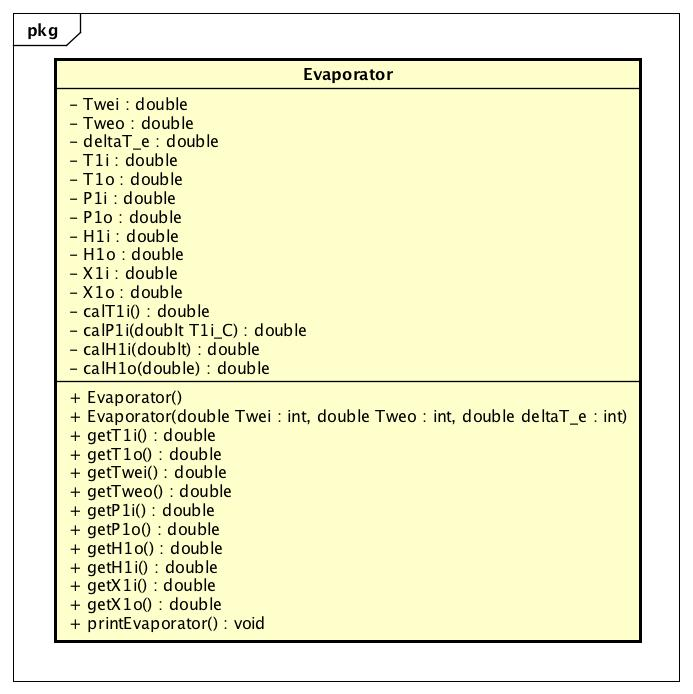 pkg
Evaporator
- Twei : double
- Tweo : double
- deltaT_e : double
- T1i : double
- T1o : double
- P1i : double
- P1o : double
- H1i : double
- H1o : double
- X1i : double
- X1o : double
- calT1i() : double
- calP1i(doublt T1i_C) : double
- calH1i(doublt) : double
- calH1o(double) : double
+ Evaporator()
+ Evaporator(double Twei : int, double Tweo : int, double deltaT_e : int)
+ getT1i() : double
+ getT1o() : double
+ getTwei() : double
+ getTweo() : double
+ getP1i() : double
+ getP1o() : double
+ getH1o() : double
+ getH1i() : double
+ getX1i() : double
+ getX1o() : double
+ printEvaporator() : void